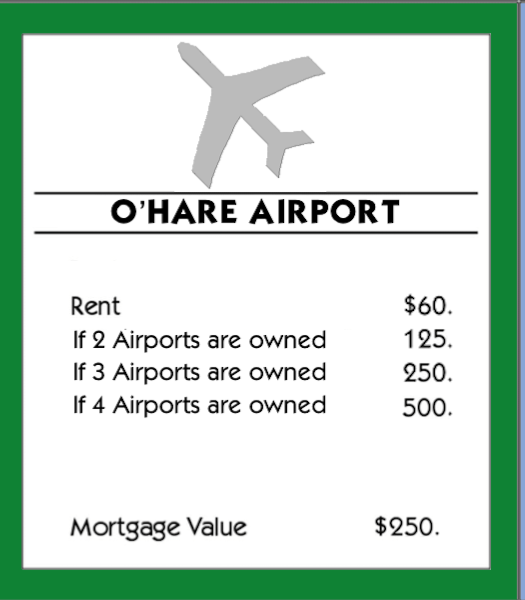 O'HARE AIRPORT
Rent $60.
If 2 Airports are owned 125.
If 3 Airports are owned 250.
If 4 Airports are owned 500.
Mortgage Value $250.